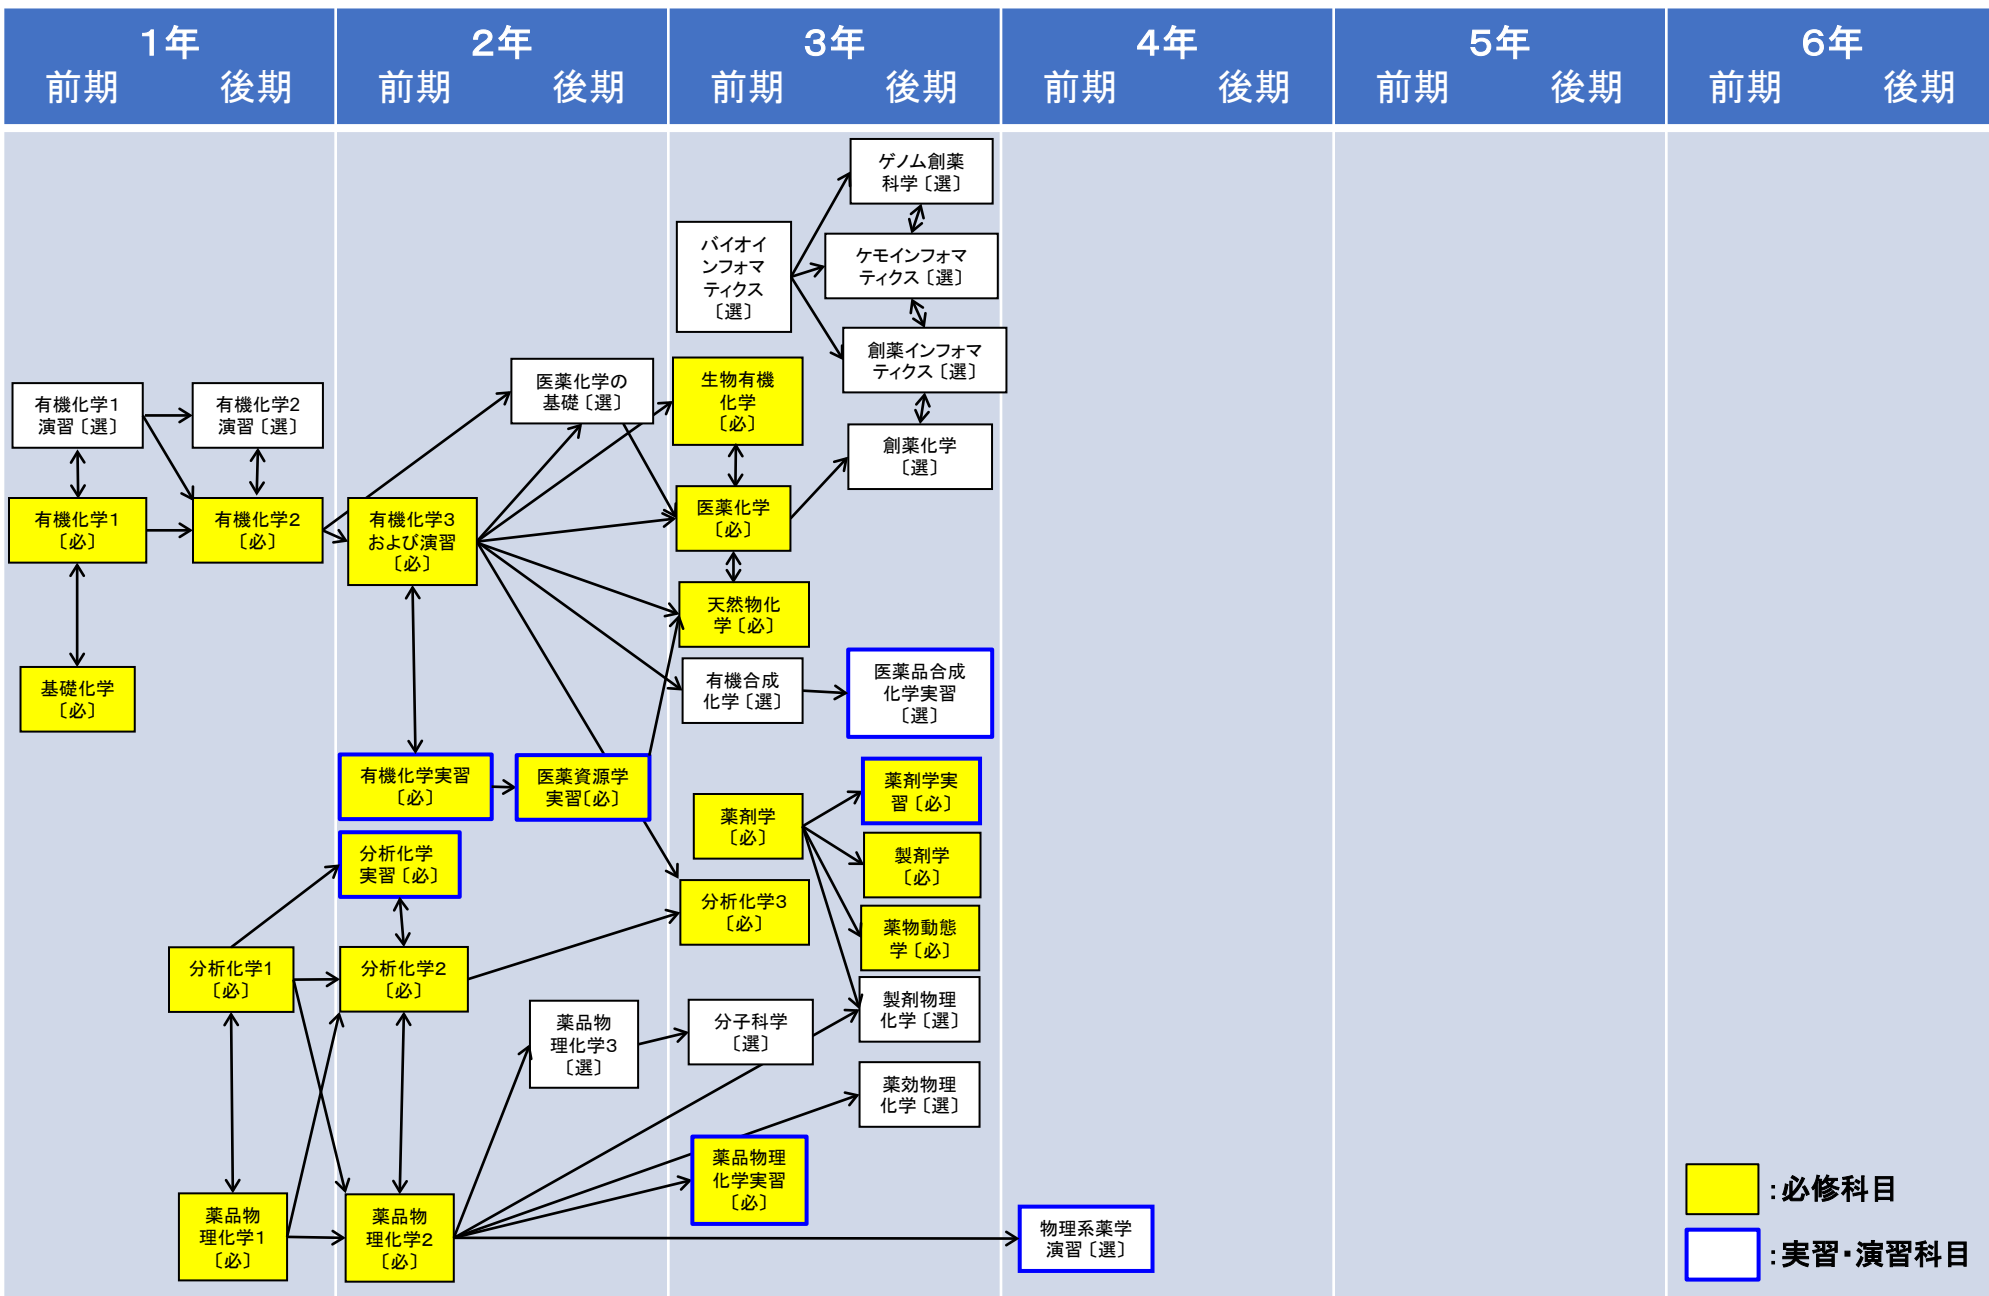 1年
前期 後期
2年
前期 後期
3年
前期 後期
4年
前期 後期
5年
前期 後期
6年
前期 後期
有機化学1
演習〔選〕
有機化学2
演習〔選〕
有機化学1
〔必〕
有機化学2
〔必〕
基礎化学
〔必〕
分析化学1
〔必〕
薬品物
理化学1
〔必〕
医薬化学の
基礎〔選〕
有機化学3
および演習
〔必〕
有機化学実習
〔必〕
医薬資源学
実習〔必〕
分析化学
実習〔必〕
分析化学2
〔必〕
薬品物
理化学3
〔選〕
薬品物
理化学2
〔必〕
バイオイ
ンフォマ
ティクス
〔選〕
生物有機
化学
〔必〕
医薬化学
〔必〕
天然物化
学〔必〕
有機合成
化学〔選〕
薬剤学
〔必〕
分析化学3
〔必〕
分子科学
〔選〕
薬品物理
化学実習
〔必〕
ゲノム創薬
科学〔選〕
ケモインフォマ
ティクス〔選〕
創薬インフォマ
ティクス〔選〕
創薬化学
〔選〕
医薬品合成
化学実習
〔選〕
薬剤学実
習〔必〕
製剤学
〔必〕
薬物動態
学〔必〕
製剤物理
化学〔選〕
薬効物理
化学〔選〕
物理系薬学
演習〔選〕
：必修科目
：実習・演習科目